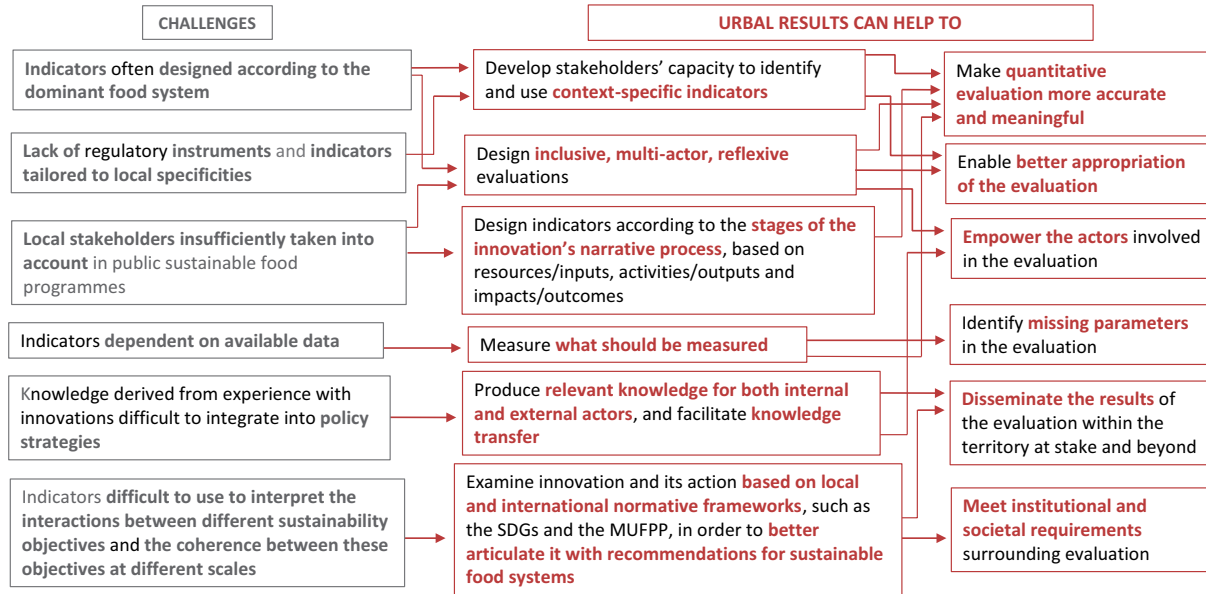 CHALLENGES
URBAL RESULTS CAN HELP TO
Indicators often designed according to the
dominant food system
Lack of regulatory instruments and indicators
tailored to local specificities
Local stakeholders insufficiently taken into
account in public sustainable food
programmes
Indicators dependent on available data
Knowledge derived from experience with
innovations difficult to integrate into policy
strategies
Indicators difficult to use to interpret the
interactions between different sustainability
objectives and the coherence between these
objectives at different scales
Develop stakeholders’ capacity to identify
and use context-specific indicators
Design inclusive, multi-actor, reflexive
evaluations
Design indicators according to the stages of the
innovation’s narrative process, based on
resources/inputs, activities/outputs and
impacts/outcomes
Measure what should be measured
Produce relevant knowledge for both internal
and external actors, and facilitate knowledge
transfer
Examine innovation and its action based on local
and international normative frameworks, such as
the SDGs and the MUFPP, in order to better
articulate it with recommendations for sustainable
food systems
Make quantitative
evaluation more accurate
and meaningful
Enable better appropriation
of the evaluation
Empower the actors involved
in the evaluation
Identify missing parameters
in the evaluation
Disseminate the results of
the evaluation within the
territory at stake and beyond
Meet institutional and
societal requirements
surrounding evaluation